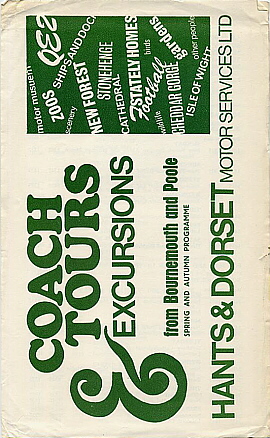 COACH
TOURS
& EXCURSIONS
from Bournemouth and Poole
SPRING AND AUTUMN PROGRAMME
HANTS & DORSET MOTOR SERVICES LTD
motor museum
ZOOS
QE2
SHIPS AND DOCKS
scenery
NEW FOREST
STONEHENGE
CATHEDRAL
7 STATELY HOMES
birds
Football
wildlife
CHEDDAR GORGE
gardens
ISLE OF WIGHT
other people